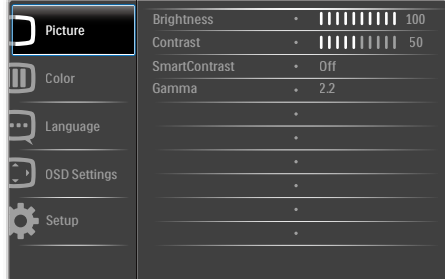 Picture
Color
Language
OSD Settings
Setup
Brightness • 100
Contrast • 50
SmartContrast • Off
Gamma • 2.2
•
•
•
•
•
•